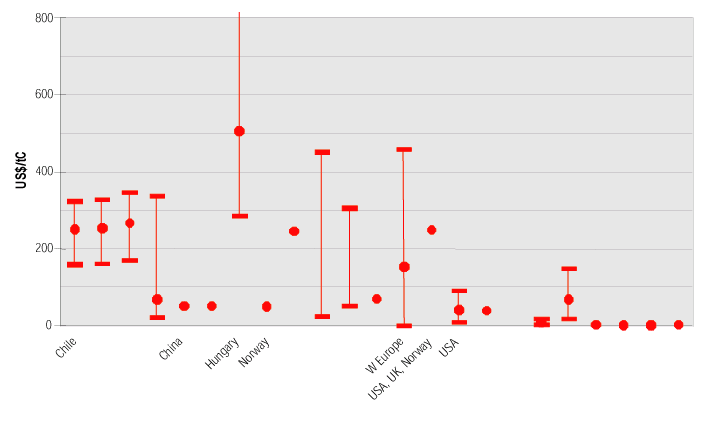 800
600
400
200
0
US$/tC
Chile
China
Hungary
Norway
W Europe
USA, UK, Norway
USA